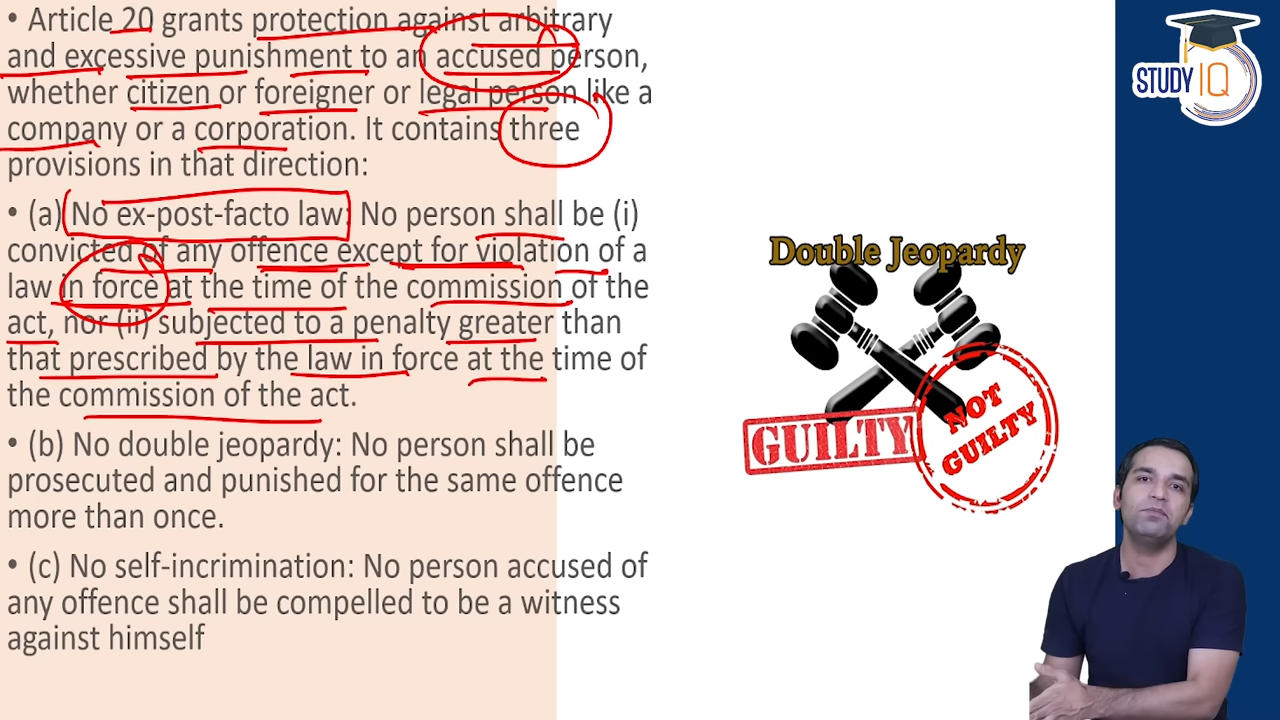 • Article 20 grants protection against arbitrary
and excessive punishment to an accused person,
whether citizen or foreigner or legal person like a
company or a corporation. It contains three
provisions in that direction:
• (a) No ex-post-facto law: No person shall be (i)
convicted of any offence except for violation of a
law in force at the time of the commission of the
act, nor (ii) subjected to a penalty greater than
that prescribed by the law in force at the time of
the commission of the act.
• (b) No double jeopardy: No person shall be
prosecuted and punished for the same offence
more than once.
• (c) No self-incrimination: No person accused of
any offence shall be compelled to be a witness
against himself
Double Jeopardy
GUILTY
NOT
GUILTY
STUDY IQ